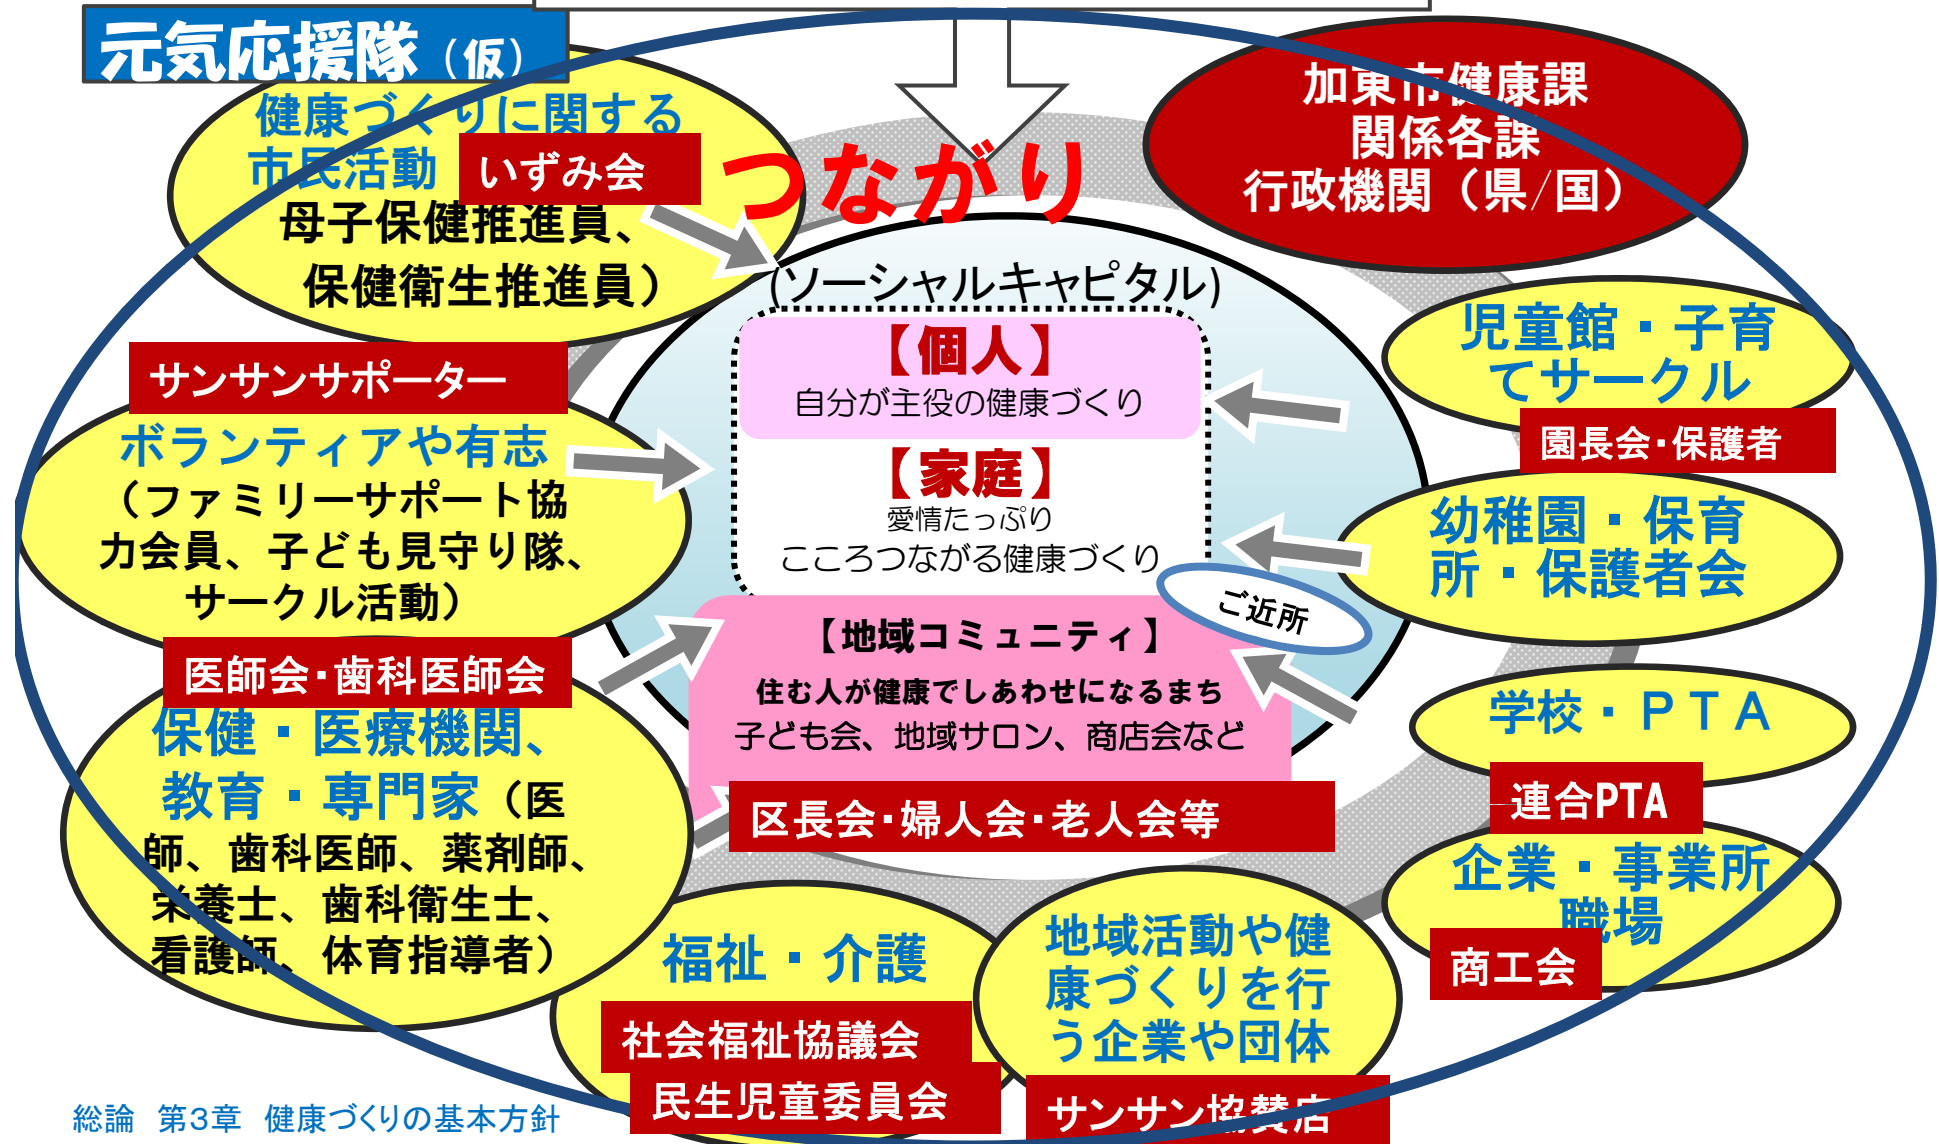 元気応援隊（仮）
健康づくりに関する
市民活動
いずみ会
母子保健推進員、
保健衛生推進員）
つながり
加東市健康課
関係各課
行政機関（県/国）
(ソーシャルキャピタル)
【個人】
自分が主役の健康づくり
【家庭】
愛情たっぷり
こころつながる健康づくり
ご近所
【地域コミュニティ】
住む人が健康でしあわせになるまち
子ども会、地域サロン、商店会など
区長会・婦人会・老人会等
サンサンサポーター
ボランティアや有志
（ファミリーサポート協
力会員、子ども見守り隊、
サークル活動）
医師会・歯科医師会
保健・医療機関、
教育・専門家（医
師、歯科医師、薬剤師、
栄養士、歯科衛生士、
看護師、体育指導者）
児童館・子育
てサークル
園長会・保護者
幼稚園・保育
所・保護者会
学校・ＰＴＡ
連合PTA
企業・事業所
職場
商工会
福祉・介護
社会福祉協議会
民生児童委員会
地域活動や健
康づくりを行
う企業や団体
サンサン協賛店
総論　第３章　健康づくりの基本方針